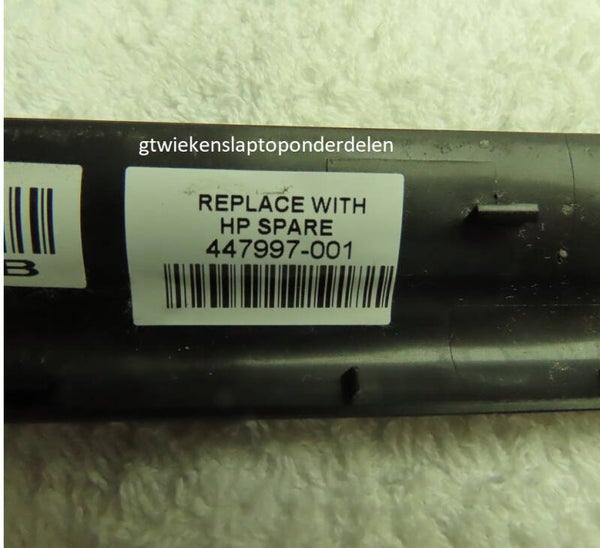 gtwiekenslaptoponderdelen
REPLACE WITH
HP SPARE
447997-001
B